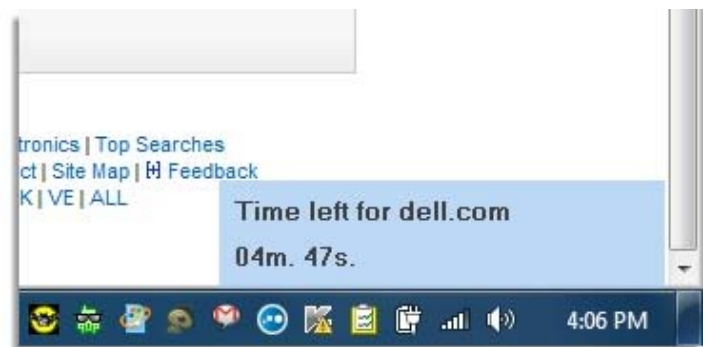 tronics | Top Searches
ct | Site Map | [+] Feedback
K | VE | ALL
Time left for dell.com
04m. 47s.
4:06 PM